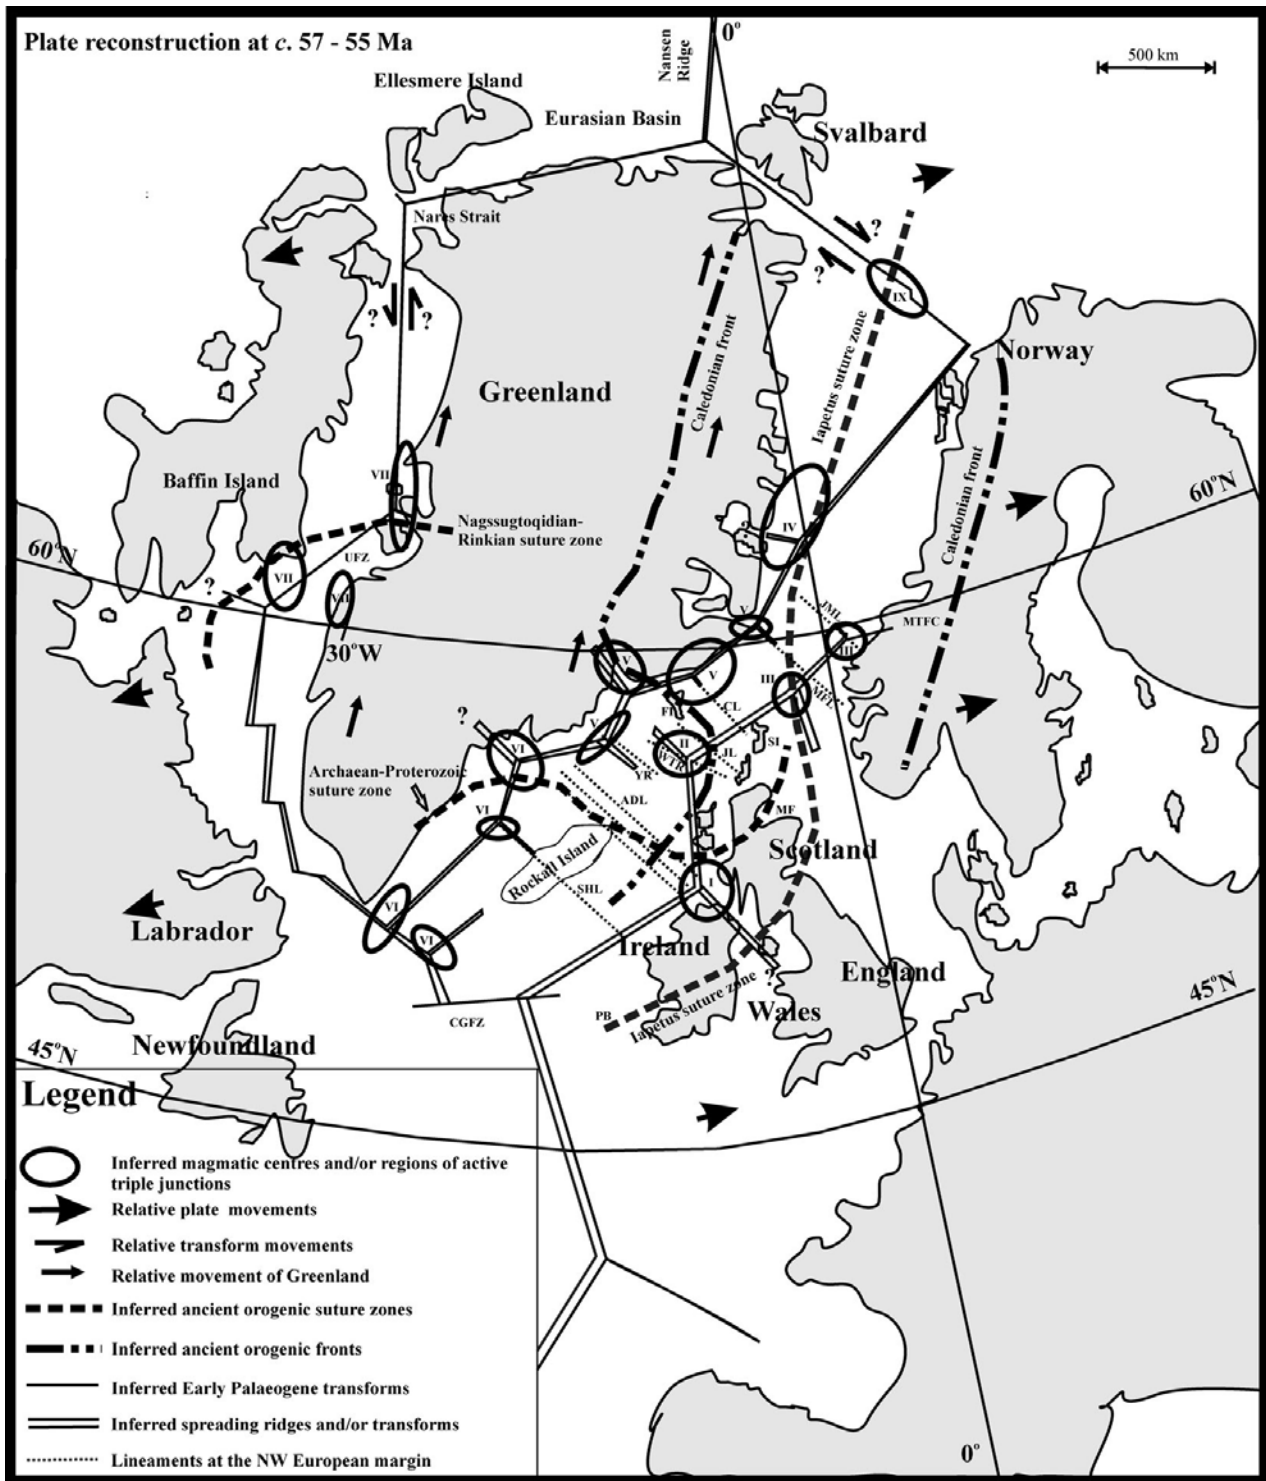 Plate reconstruction at c. 57 - 55 Ma
0°
Nansen
Ridge
500 km
Ellesmere Island
Eurasian Basin
Svalbard
Nares Strait
?
?
?
?
IX
Norway
Caledonian front
Iapetus suture zone
Greenland
Baffin Island
VII
Caledonian front
60°N
Nagssugtoqidian-
Rinkian suture zone
IV
?
60°N
UFZ
VII
?
VII
JML
V
MTFC
III
30°W
V
V
III
MFL
FL
CL
?
V
II
SI
VI
WTR
JL
YR
Archaean-Proterozoic
suture zone
VI
ADL
MF
Rockall Island
Scotland
SHL
I
VI
Labrador
VI
Ireland
England
?
45°N
Iapetus suture zone
Wales
PB
CGFZ
Newfoundland
45°N
Legend
Inferred magmatic centres and/or regions of active
triple junctions
Relative plate movements
Relative transform movements
Relative movement of Greenland
Inferred ancient orogenic suture zones
Inferred ancient orogenic fronts
Inferred Early Palaeogene transforms
Inferred spreading ridges and/or transforms
Lineaments at the NW European margin
0°